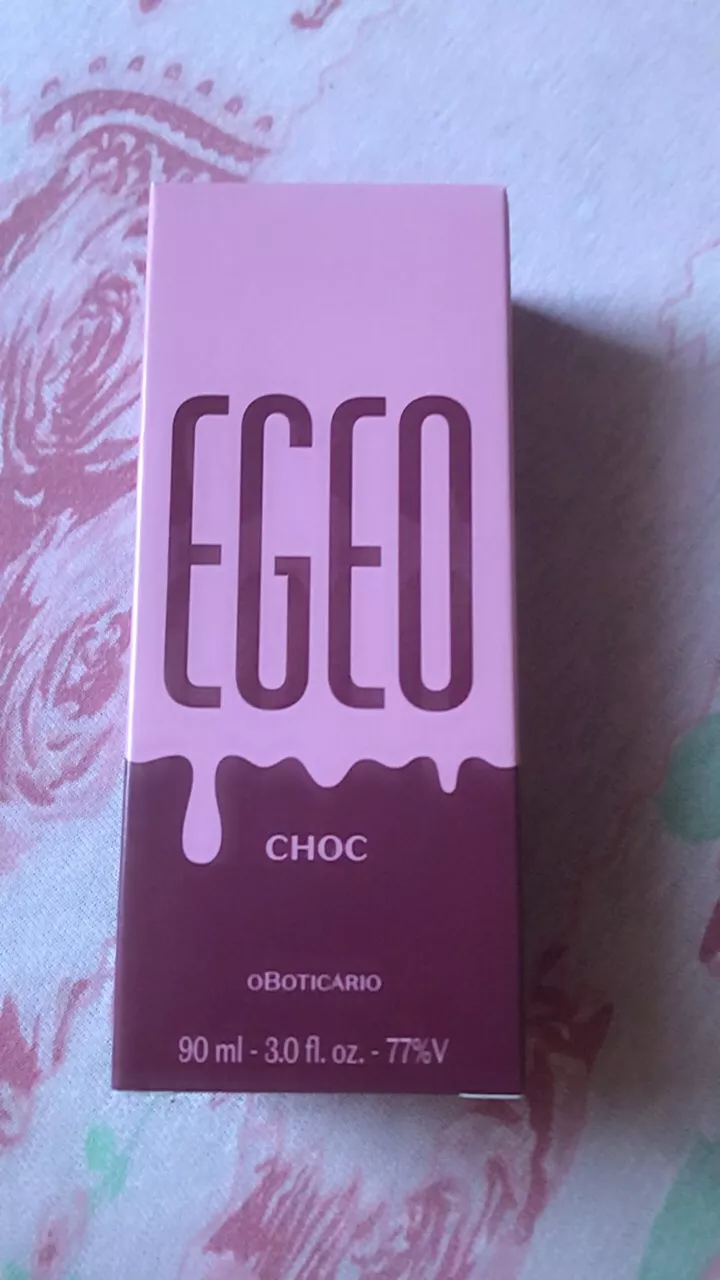 EGEO
CHOC
oBOTICARIO
90 ml - 3.0 fl. oz. - 77%V